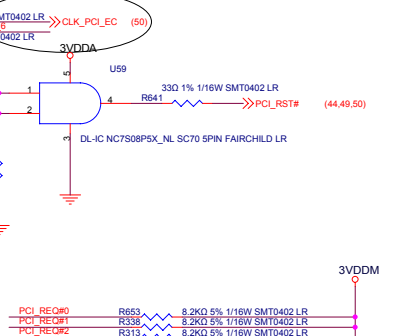 MT0402 LR
CLK_PCI_EC (50)
6
0402 LR
3VDDA
5
U59
1
2
4
3
33Ω 1% 1/16W SMT0402 LR
R641
PCI_RST# (44,49,50)
DL-IC NC7S08P5X_NL SC70 5PIN FAIRCHILD LR
3VDDM
PCI_REQ#0 R653 8.2KΩ 5% 1/16W SMT0402 LR
PCI_REQ#1 R338 8.2KΩ 5% 1/16W SMT0402 LR
PCI_REQ#2 R313 8.2KΩ 5% 1/16W SMT0402 LR